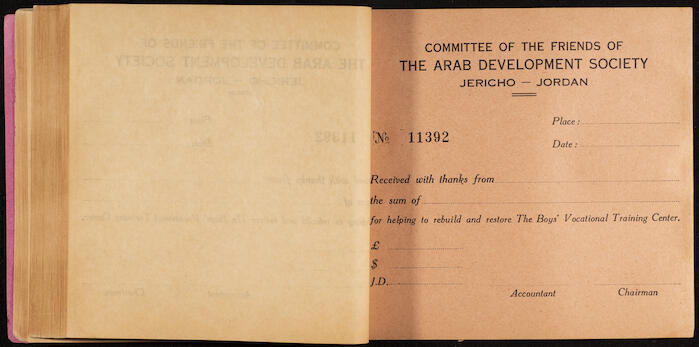 COMMITTEE OF THE FRIENDS OF
THE ARAB DEVELOPMENT SOCIETY
JERICHO — JORDAN
Place :
№ 11392
Date :
Received with thanks from
the sum of
for helping to rebuild and restore The Boys' Vocational Training Center.
£
$
J.D.
Accountant Chairman